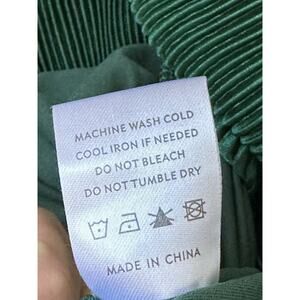 MACHINE WASH COLD
COOL IRON IF NEEDED
DO NOT BLEACH
DO NOT TUMBLE DRY
MADE IN CHINA